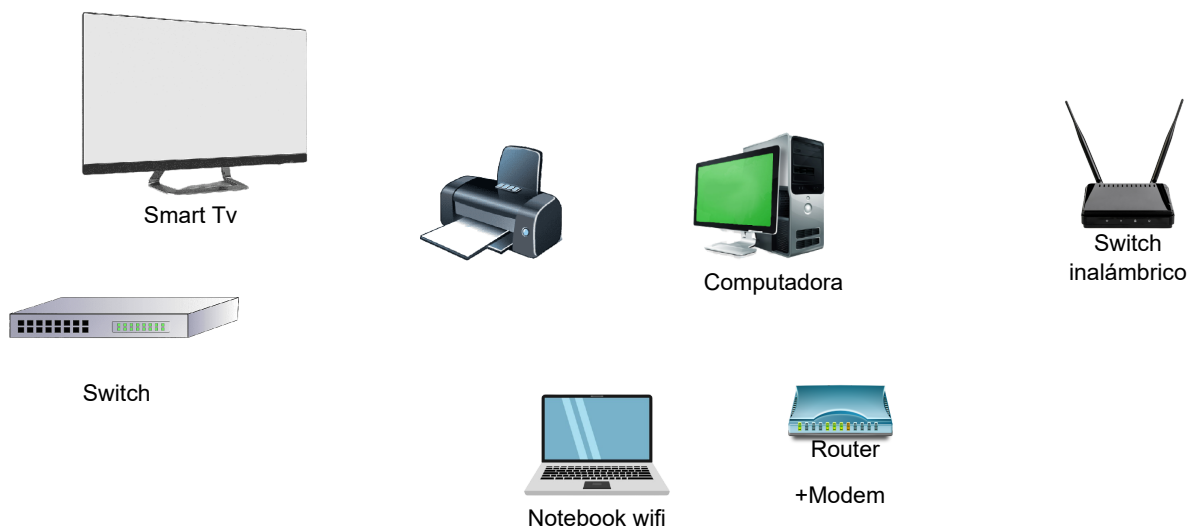 Smart Tv
Computadora
Switch
inalámbrico
Switch
Router
+Modem
Notebook wifi